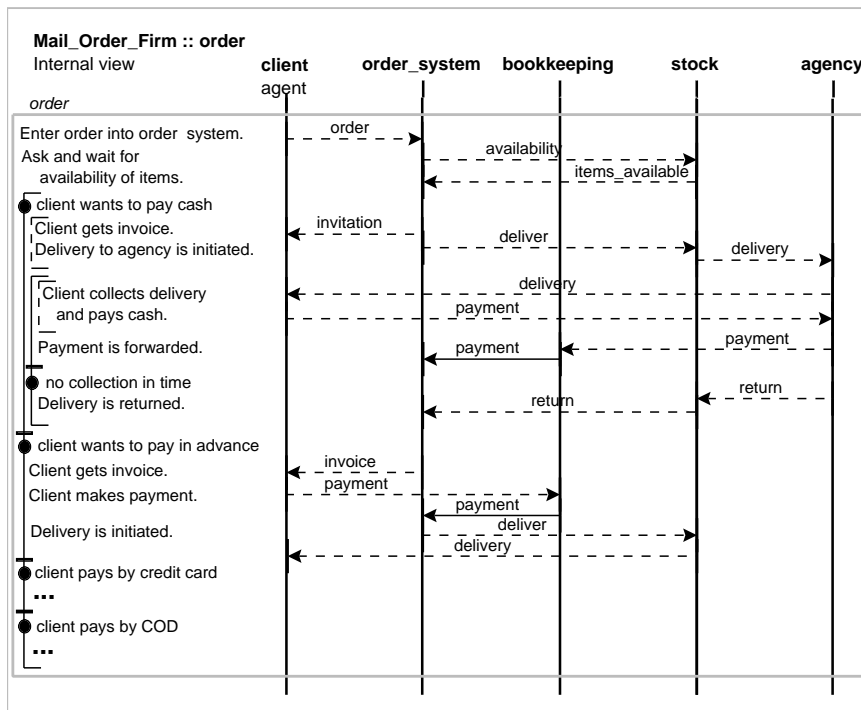 Mail_Order_Firm :: order
Internal view
client
agent
order_system
bookkeeping
stock
agency
order
Enter order into order system.
order
Ask and wait for
availability of items.
availability
items_available
client wants to pay cash
Client gets invoice.
invitation
Delivery to agency is initiated.
deliver
delivery
Client collects delivery
and pays cash.
delivery
payment
Payment is forwarded.
payment
payment
no collection in time
Delivery is returned.
return
return
client wants to pay in advance
Client gets invoice.
invoice
Client makes payment.
payment
payment
Delivery is initiated.
deliver
delivery
client pays by credit card
...
client pays by COD
...